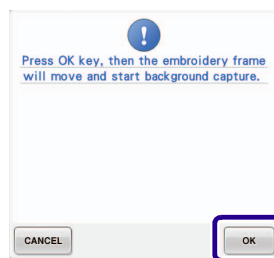 Press OK key, then the embroidery frame
will move and start background capture.
CANCEL
OK